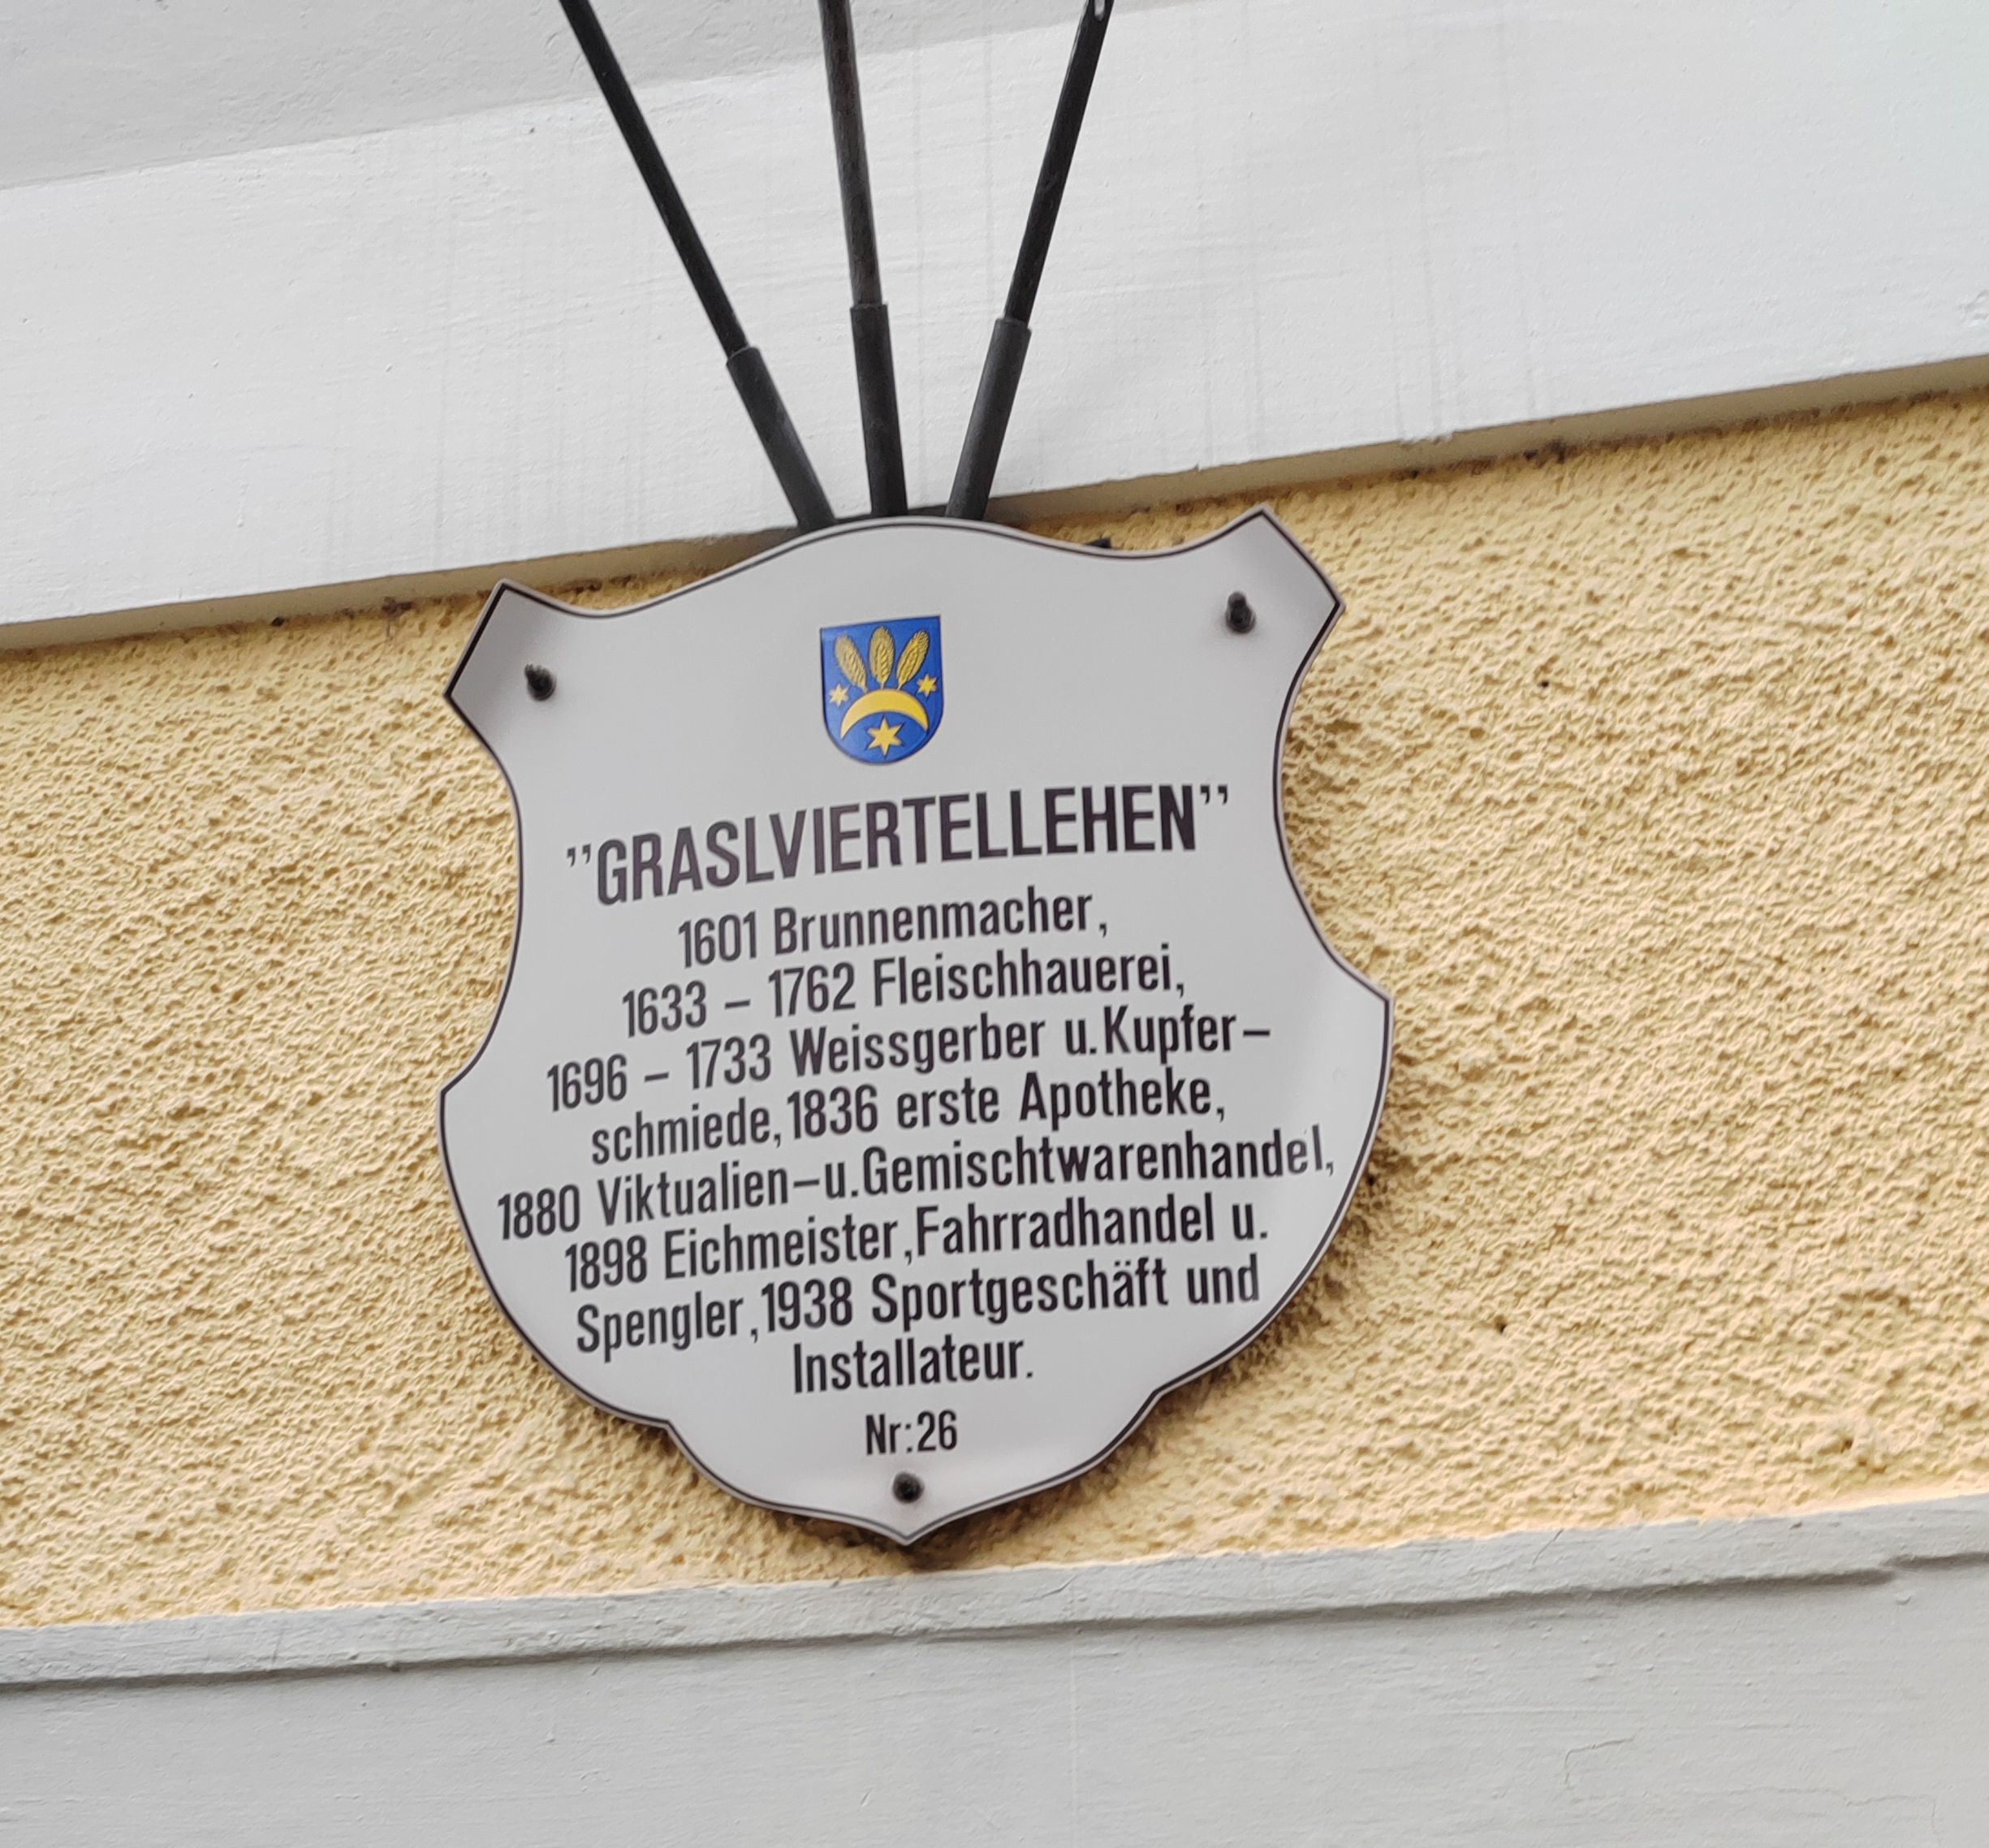 "GRASLVIERTELLEHEN"
1601 Brunnenmacher,
1633 – 1762 Fleischhauerei,
1696 – 1733 Weissgerber u.Kupfer–
schmiede,1836 erste Apotheke,
1880 Viktualien–u.Gemischtwarenhandel,
1898 Eichmeister,Fahrradhandel u.
Spengler,1938 Sportgeschäft und
Installateur.
Nr:26